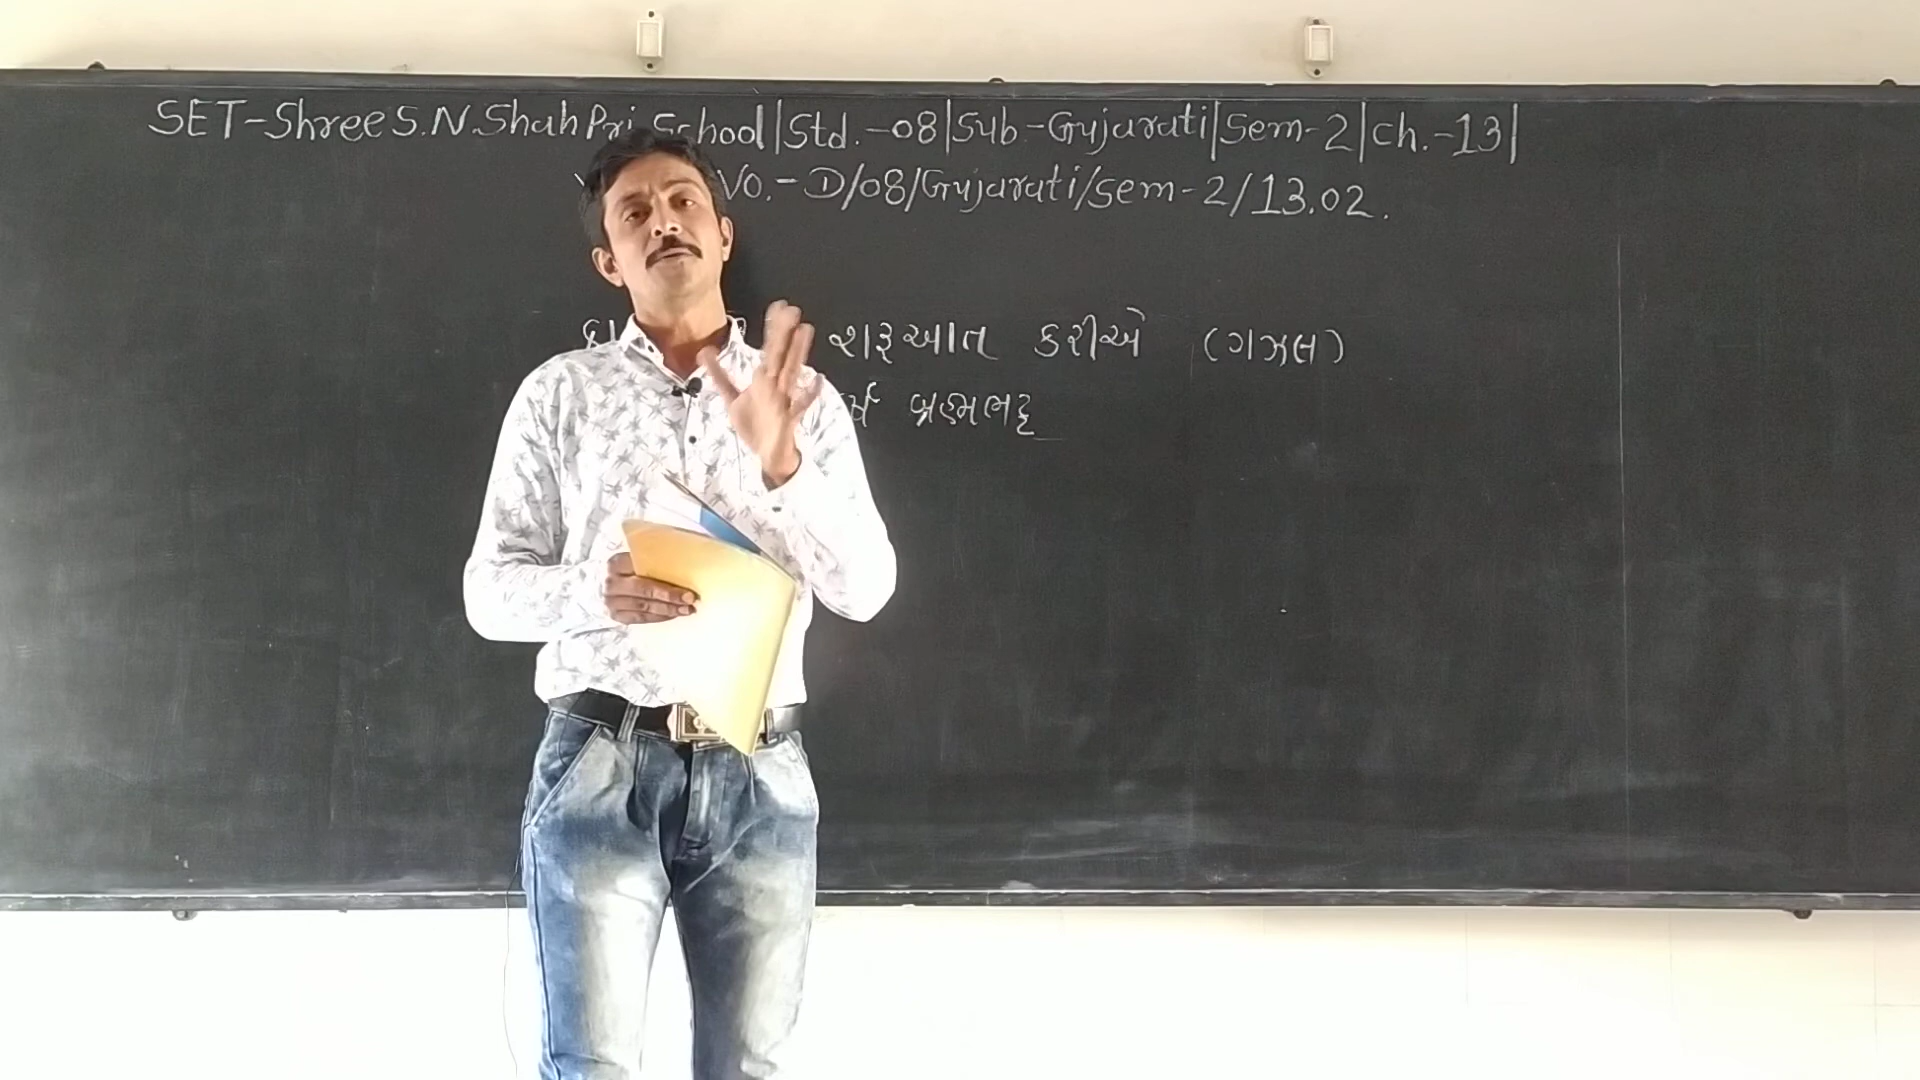 SET-Shree S.N.Shah Pri School|Std.-08|Sub-Gujarati|Sem-2|Ch.-13|
No.-D/08/Gujarati/Sem-2/13.02.
શરૂઆત કરીએ (ગઝલ)
બ્રહ્મભટ્ટ